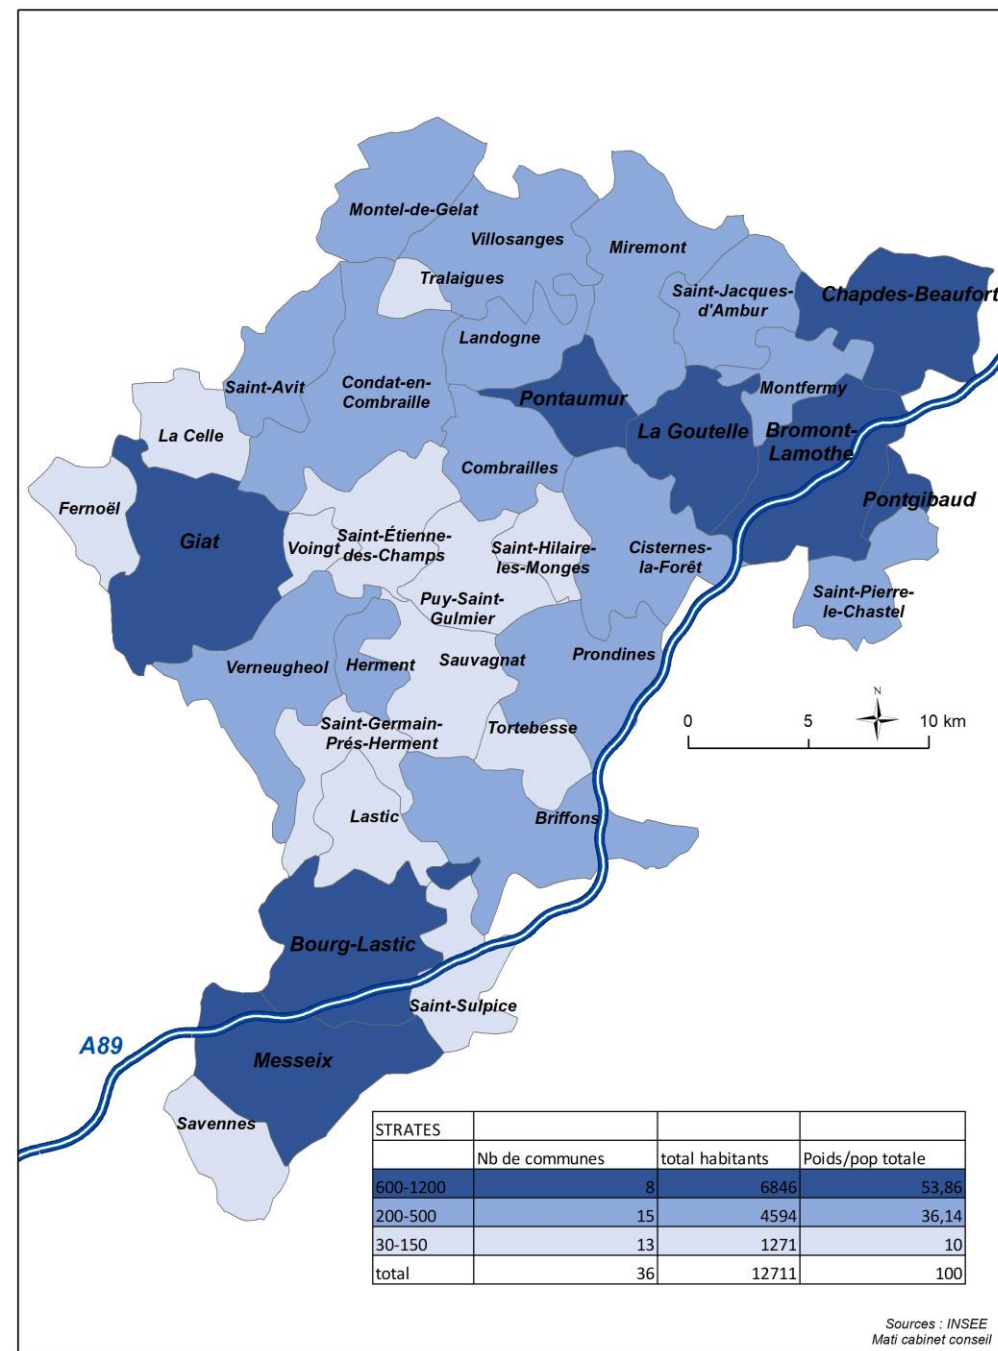 Montel-de-Gelat
Villosanges
Miremont
Tralaigues
Saint-Jacques-
d'Ambur
Chapdes-Beaufort
Landogne
Saint-Avit
Condat-en-
Combraille
Pontaumur
Montfermy
La Celle
La Goutelle
Bromont-
Lamothe
Combrailles
Pontgibaud
Fernoël
Giat
Voingt
Saint-Étienne-
des-Champs
Saint-Hilaire-
les-Monges
Cisternes-
la-Forêt
Puy-Saint-
Gulmier
Saint-Pierre-
le-Chastel
Verneugheol
Herment
Sauvagnat
Prondines
N
0 5 10 km
Saint-Germain-
Prés-Herment
Tortebesse
Lastic
Briffons
Bourg-Lastic
Saint-Sulpice
A89
Messeix
Savennes
STRATES
Nb de communes total habitants Poids/pop totale
600-1200 8 6846 53,86
200-500 15 4594 36,14
30-150 13 1271 10
total 36 12711 100
Sources : INSEE
Mati cabinet conseil